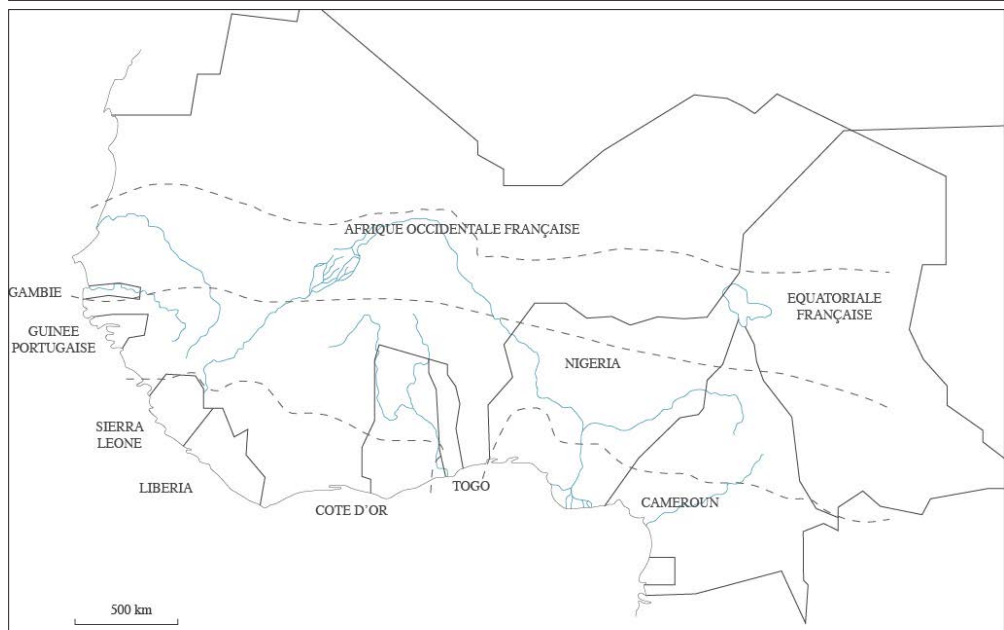 AFRIQUE OCCIDENTALE FRANÇAISE
GAMBIE
EQUATORIALE
FRANÇAISE
GUINEE
PORTUGAISE
NIGERIA
SIERRA
LEONE
LIBERIA
TOGO
COTE D'OR
CAMEROUN
500 km